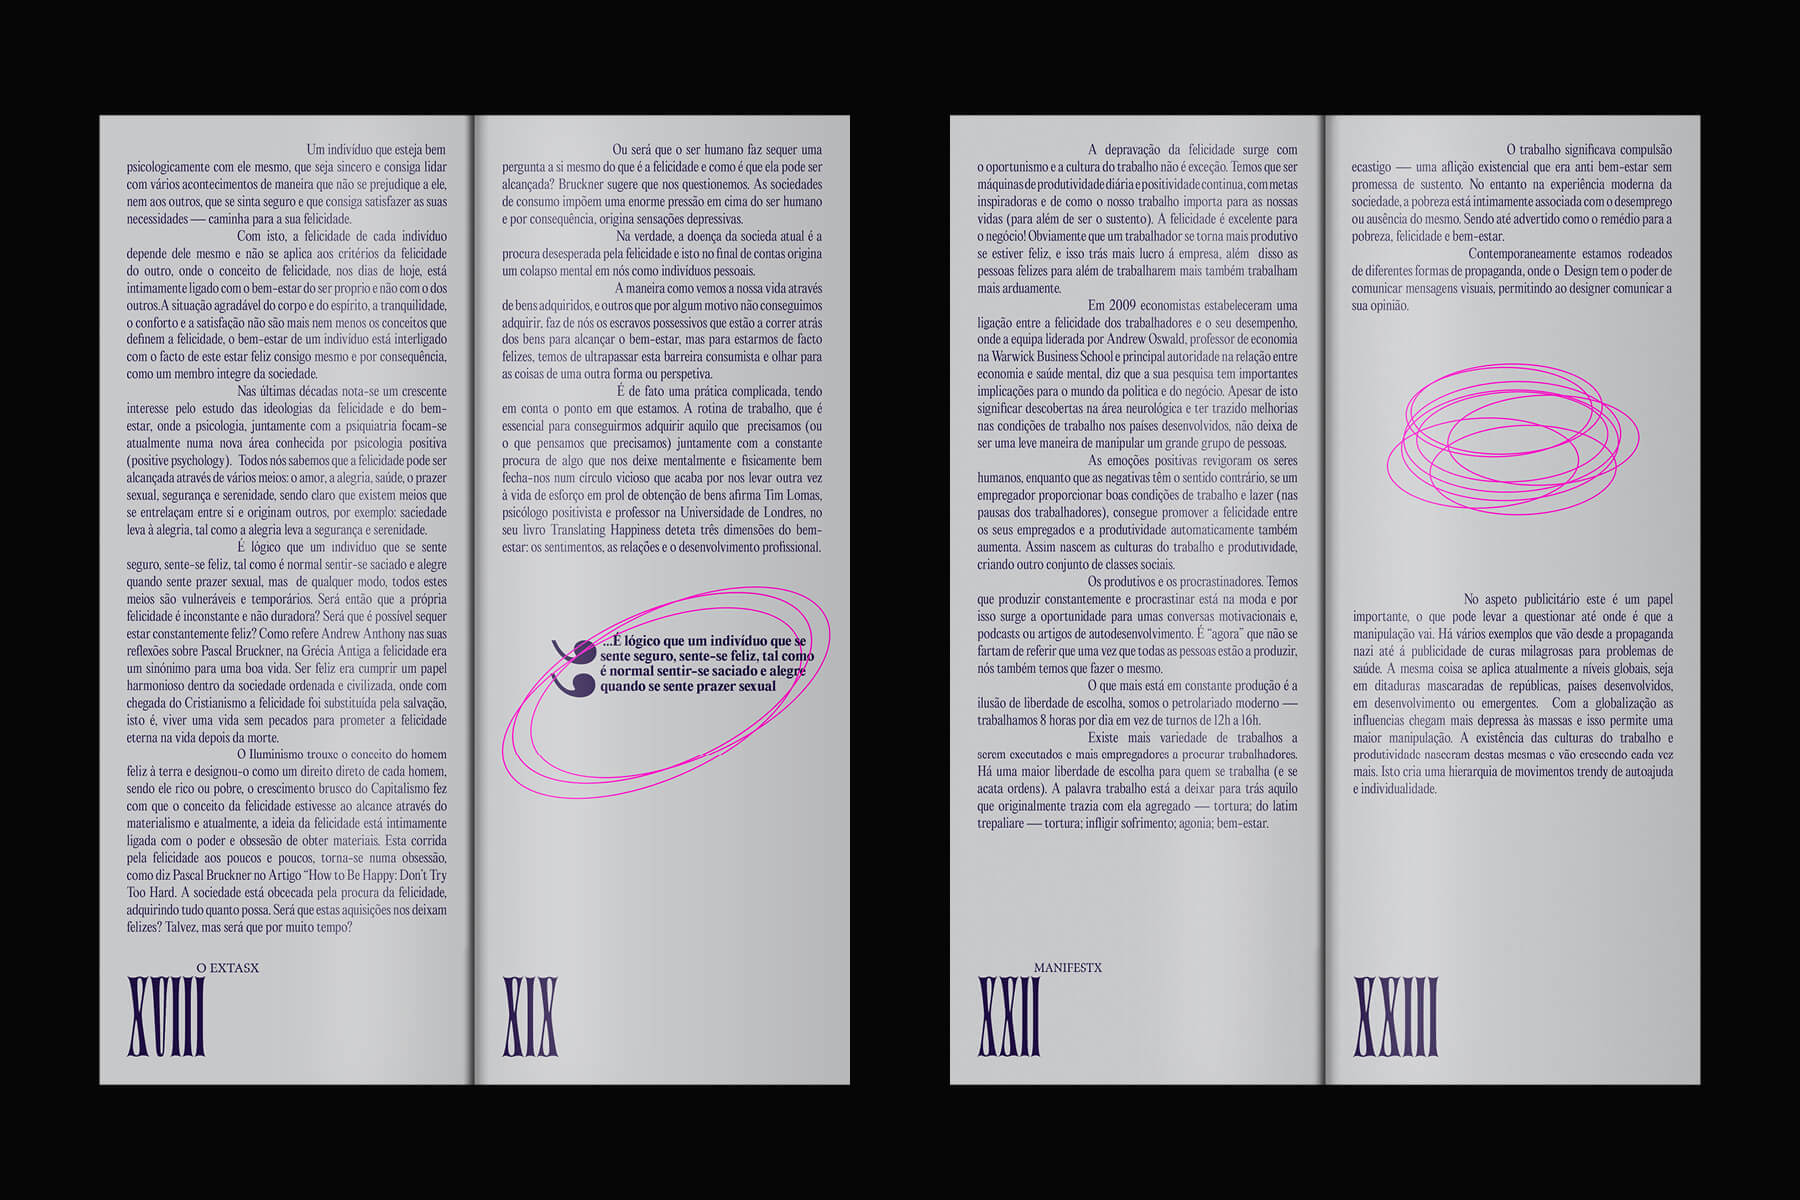 Um indivíduo que esteja bem
psicologicamente com ele mesmo, que seja sincero e consiga lidar
com vários acontecimentos de maneira que não se prejudique a ele,
nem aos outros, que se sinta seguro e que consiga satisfazer as suas
necessidades — caminha para a sua felicidade.
Com isto, a felicidade de cada indivíduo
depende dele mesmo e não se aplica aos critérios da felicidade
do outro, onde o conceito de felicidade, nos dias de hoje, está
intimamente ligado com o bem-estar do ser proprio e não com o dos
outros.A situação agradável do corpo e do espírito, a tranquilidade,
o conforto e a satisfação não são mais nem menos os conceitos que
definem a felicidade, o bem-estar de um indivíduo está interligado
com o facto de este estar feliz consigo mesmo e por consequência,
como um membro integre da sociedade.
Nas últimas décadas nota-se um crescente
interesse pelo estudo das ideologias da felicidade e do bem-
estar, onde a psicologia, juntamente com a psiquiatria focam-se
atualmente numa nova área conhecida por psicologia positiva
(positive psychology). Todos nós sabemos que a felicidade pode ser
alcançada através de vários meios: o amor, a alegria, saúde, o prazer
sexual, segurança e serenidade, sendo claro que existem meios que
se entrelaçam entre si e originam outros, por exemplo: saciedade
leva à alegria, tal como a alegria leva a segurança e serenidade.
É lógico que um indivíduo que se sente
seguro, sente-se feliz, tal como é normal sentir-se saciado e alegre
quando sente prazer sexual, mas de qualquer modo, todos estes
meios são vulneráveis e temporários. Será então que a própria
felicidade é inconstante e não duradora? Será que é possível sequer
estar constantemente feliz? Como refere Andrew Anthony nas suas
reflexões sobre Pascal Bruckner, na Grécia Antiga a felicidade era
um sinónimo para uma boa vida. Ser feliz era cumprir um papel
harmonioso dentro da sociedade ordenada e civilizada, onde com
chegada do Cristianismo a felicidade foi substituída pela salvação,
isto é, viver uma vida sem pecados para prometer a felicidade
eterna na vida depois da morte.
O Iluminismo trouxe o conceito do homem
feliz à terra e designou-o como um direito direto de cada homem,
sendo ele rico ou pobre, o crescimento brusco do Capitalismo fez
com que o conceito da felicidade estivesse ao alcance através do
materialismo e atualmente, a ideia da felicidade está intimamente
ligada com o poder e obssesão de obter materiais. Esta corrida
pela felicidade aos poucos e poucos, torna-se numa obsessão,
como diz Pascal Bruckner no Artigo “How to Be Happy: Don’t Try
Too Hard. A sociedade está obcecada pela procura da felicidade,
adquirindo tudo quanto possa. Será que estas aquisições nos deixam
felizes? Talvez, mas será que por muito tempo?
O EXTASX
XVIII
Ou será que o ser humano faz sequer uma
pergunta a si mesmo do que é a felicidade e como é que ela pode ser
alcançada? Bruckner sugere que nos questionemos. As sociedades
de consumo impõem uma enorme pressão em cima do ser humano
e por consequência, origina sensações depressivas.
Na verdade, a doença da socieda atual é a
procura desesperada pela felicidade e isto no final de contas origina
um colapso mental em nós como indivíduos pessoais.
A maneira como vemos a nossa vida através
de bens adquiridos, e outros que por algum motivo não conseguimos
adquirir, faz de nós os escravos possessivos que estão a correr atrás
dos bens para alcançar o bem-estar, mas para estarmos de facto
felizes, temos de ultrapassar esta barreira consumista e olhar para
as coisas de uma outra forma ou perspetiva.
É de fato uma prática complicada, tendo
em conta o ponto em que estamos. A rotina de trabalho, que é
essencial para conseguirmos adquirir aquilo que precisamos (ou
o que pensamos que precisamos) juntamente com a constante
procura de algo que nos deixe mentalmente e fisicamente bem
fecha-nos num círculo vicioso que acaba por nos levar outra vez
à vida de esforço em prol de obtenção de bens afirma Tim Lomas,
psicólogo positivista e professor na Universidade de Londres, no
seu livro Translating Happiness deteta três dimensões do bem-
estar: os sentimentos, as relações e o desenvolvimento profissional.
...É lógico que um indivíduo que se
sente seguro, sente-se feliz, tal como
é normal sentir-se saciado e alegre
quando se sente prazer sexual
XIX
A depravação da felicidade surge com
o oportunismo e a cultura do trabalho não é exceção. Temos que ser
máquinas de produtividade diária e positividade continua, com metas
inspiradoras e de como o nosso trabalho importa para as nossas
vidas (para além de ser o sustento). A felicidade é excelente para
o negócio! Obviamente que um trabalhador se torna mais produtivo
se estiver feliz, e isso trás mais lucro á empresa, além disso as
pessoas felizes para além de trabalharem mais também trabalham
mais arduamente.
Em 2009 economistas estabeleceram uma
ligação entre a felicidade dos trabalhadores e o seu desempenho,
onde a equipa liderada por Andrew Oswald, professor de economia
na Warwick Business School e principal autoridade na relação entre
economia e saúde mental, diz que a sua pesquisa tem importantes
implicações para o mundo da politica e do negócio. Apesar de isto
significar descobertas na área neurológica e ter trazido melhorias
nas condições de trabalho nos países desenvolvidos, não deixa de
ser uma leve maneira de manipular um grande grupo de pessoas.
As emoções positivas revigoram os seres
humanos, enquanto que as negativas têm o sentido contrário, se um
empregador proporcionar boas condições de trabalho e lazer (nas
pausas dos trabalhadores), consegue promover a felicidade entre
os seus empregados e a produtividade automaticamente também
aumenta. Assim nascem as culturas do trabalho e produtividade,
criando outro conjunto de classes sociais.
Os produtivos e os procrastinadores. Temos
que produzir constantemente e procrastinar está na moda e por
isso surge a oportunidade para umas conversas motivacionais e,
podcasts ou artigos de autodesenvolvimento. É “agora” que não se
fartam de referir que uma vez que todas as pessoas estão a produzir,
nós também temos que fazer o mesmo.
O que mais está em constante produção é a
ilusão de liberdade de escolha, somos o petrolariado moderno —
trabalhamos 8 horas por dia em vez de turnos de 12h a 16h.
Existe mais variedade de trabalhos a
serem executados e mais empregadores a procurar trabalhadores.
Há uma maior liberdade de escolha para quem se trabalha (e se
acata ordens). A palavra trabalho está a deixar para trás aquilo
que originalmente trazia com ela agregado — tortura; do latim
trepaliare — tortura; infligir sofrimento; agonia; bem-estar.
MANIFESTX
XXII
O trabalho significava compulsão
ecastigo — uma aflição existencial que era anti bem-estar sem
promessa de sustento. No entanto na experiência moderna da
sociedade, a pobreza está intimamente associada com o desemprego
ou ausência do mesmo. Sendo até advertido como o remédio para a
pobreza, felicidade e bem-estar.
Contemporaneamente estamos rodeados
de diferentes formas de propaganda, onde o Design tem o poder de
comunicar mensagens visuais, permitindo ao designer comunicar a
sua opinião.
No aspeto publicitário este é um papel
importante, o que pode levar a questionar até onde é que a
manipulação vai. Há vários exemplos que vão desde a propaganda
nazi até á publicidade de curas milagrosas para problemas de
saúde. A mesma coisa se aplica atualmente a níveis globais, seja
em ditaduras mascaradas de repúblicas, países desenvolvidos,
em desenvolvimento ou emergentes. Com a globalização as
influencias chegam mais depressa às massas e isso permite uma
maior manipulação. A existência das culturas do trabalho e
produtividade nasceram destas mesmas e vão crescendo cada vez
mais. Isto cria uma hierarquia de movimentos trendy de autoajuda
e individualidade.
XXIII